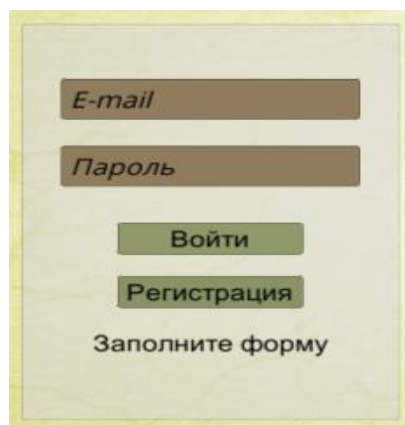 E-mail
Пароль
Войти
Регистрация
Заполните форму